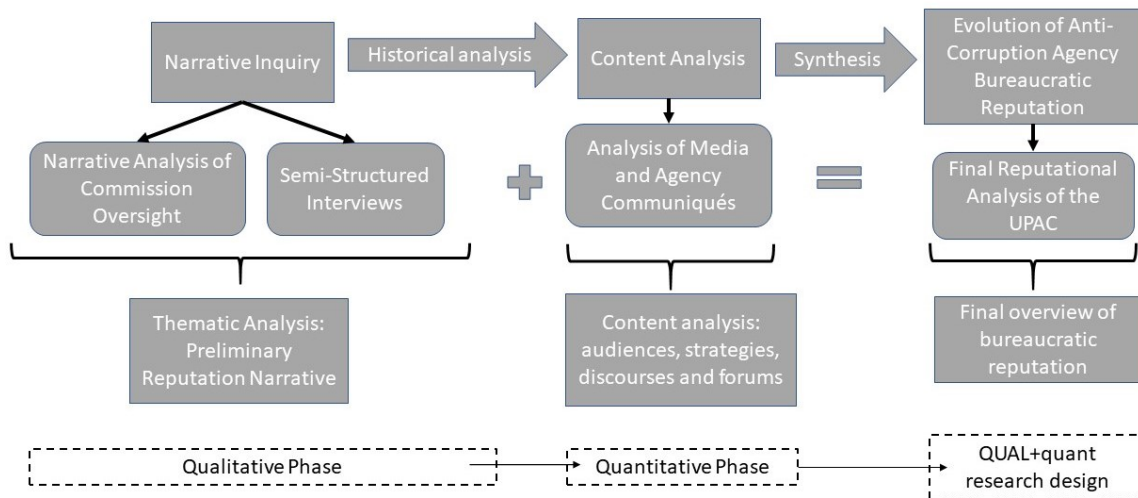 Narrative Inquiry
Historical analysis
Content Analysis
Synthesis
Evolution of Anti-
Corruption Agency
Bureaucratic
Reputation
Narrative Analysis of
Commission
Oversight
Semi-Structured
Interviews
Analysis of Media
and Agency
Communiqués
Final Reputational
Analysis of the
UPAC
Thematic Analysis:
Preliminary
Reputation Narrative
Content analysis:
audiences, strategies,
discourses and forums
Final overview of
bureaucratic
reputation
Qualitative Phase
Quantitative Phase
QUAL+quant
research design